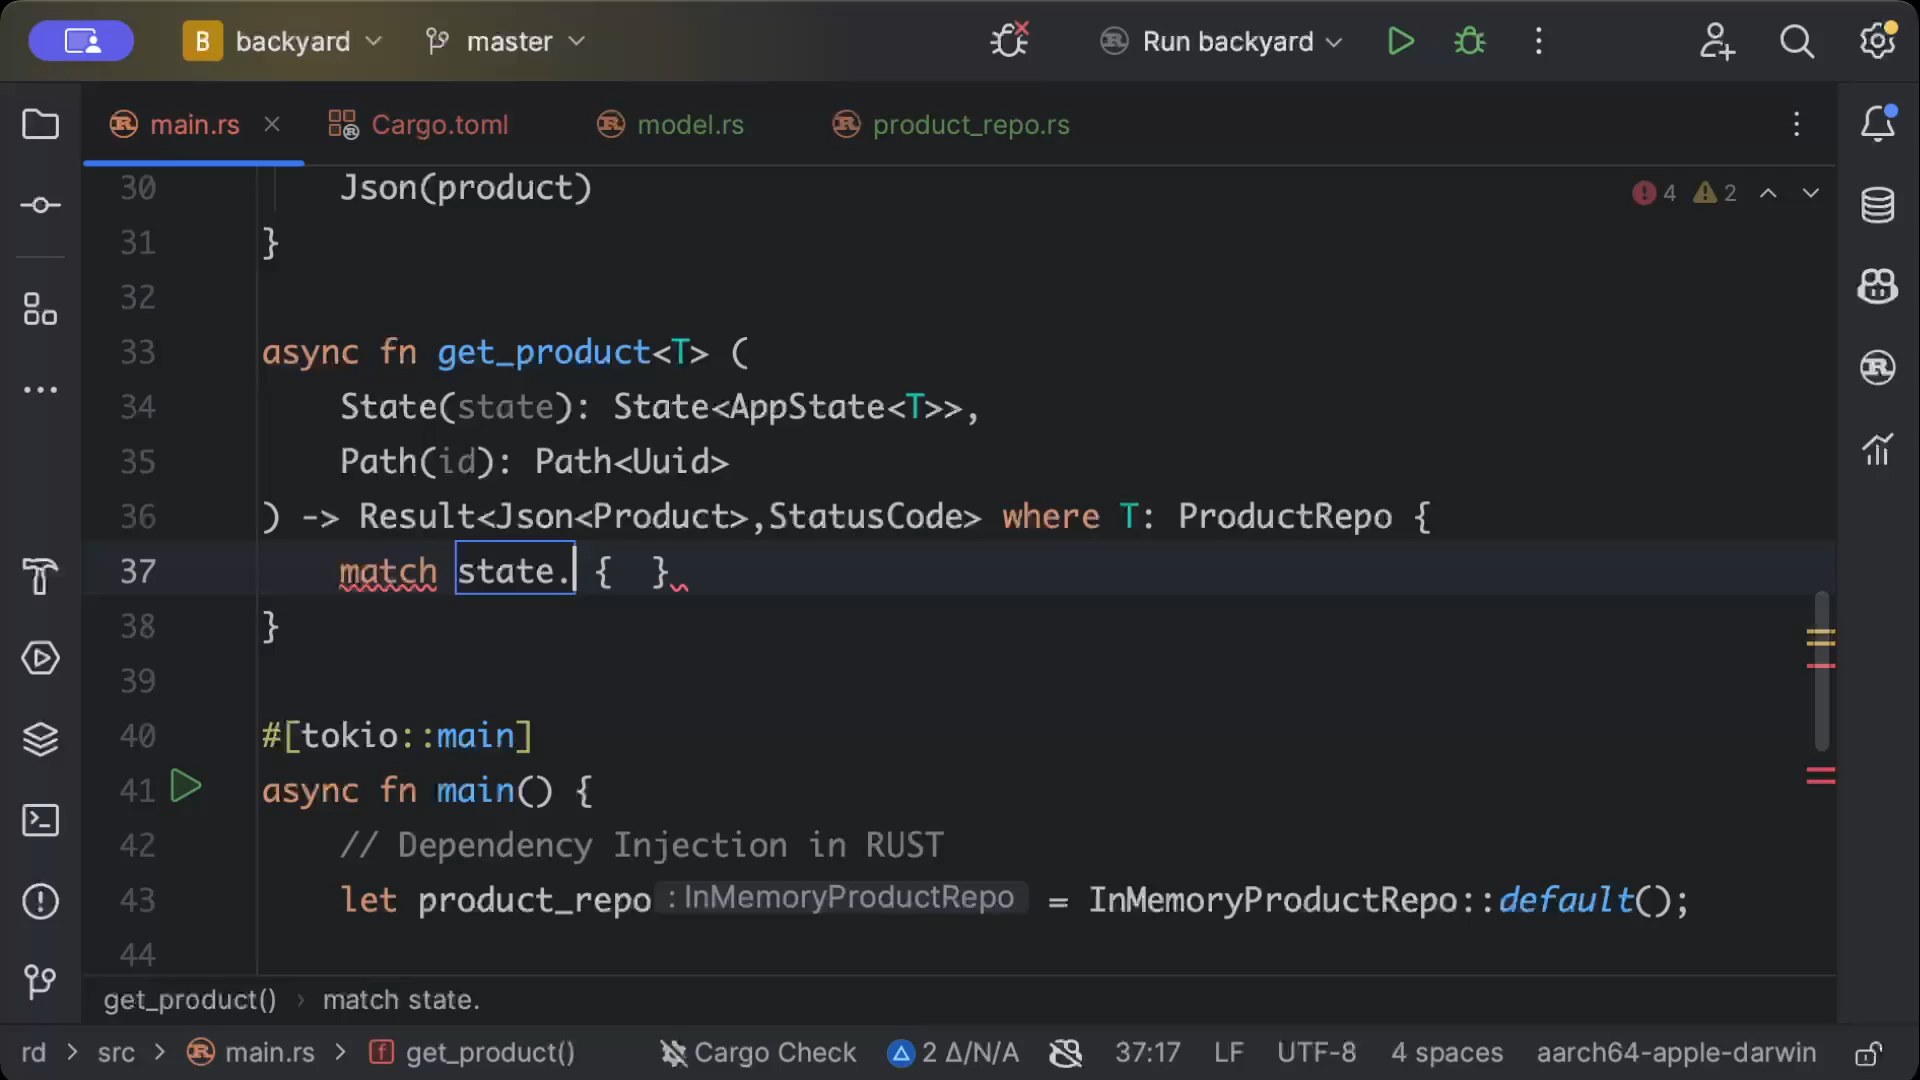 B backyard master Run backyard
main.rs Cargo.toml model.rs product_repo.rs
30 Json(product) 4 2
31 }
32
33 async fn get_product<T> (
34 State(state): State<AppState<T>>,
35 Path(id): Path<Uuid>
36 ) -> Result<Json<Product>,StatusCode> where T: ProductRepo {
37 match state. { }
38 }
39
40 #[tokio::main]
41 async fn main() {
42 // Dependency Injection in RUST
43 let product_repo : InMemoryProductRepo = InMemoryProductRepo::default();
44
get_product() › match state.
rd > src > main.rs > f get_product() Cargo Check 2 Δ/N/A 37:17 LF UTF-8 4 spaces aarch64-apple-darwin